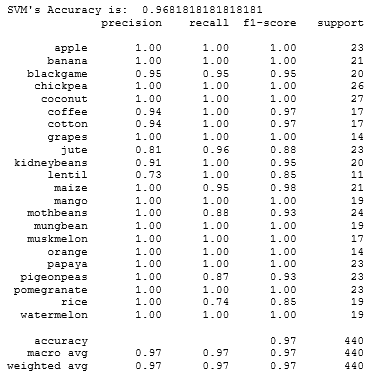 SVM's Accuracy is:  0.9681818181818181
              precision    recall  f1-score   support

       apple       1.00      1.00      1.00        23
      banana       1.00      1.00      1.00        21
   blackgame       0.95      0.95      0.95        20
    chickpea       1.00      1.00      1.00        26
     coconut       1.00      1.00      1.00        27
      coffee       0.94      1.00      0.97        17
      cotton       0.94      1.00      0.97        17
      grapes       1.00      1.00      1.00        14
        jute       0.81      0.96      0.88        23
 kidneybeans       0.91      1.00      0.95        20
      lentil       0.73      1.00      0.85        11
       maize       1.00      0.95      0.98        21
       mango       1.00      1.00      1.00        19
   mothbeans       1.00      0.88      0.93        24
    mungbean       1.00      1.00      1.00        19
   muskmelon       1.00      1.00      1.00        17
      orange       1.00      1.00      1.00        14
      papaya       1.00      1.00      1.00        23
  pigeonpeas       1.00      0.87      0.93        23
 pomegranate       1.00      1.00      1.00        23
        rice       1.00      0.74      0.85        19
  watermelon       1.00      1.00      1.00        19

    accuracy                           0.97       440
   macro avg       0.97      0.97      0.97       440
weighted avg       0.97      0.97      0.97       440